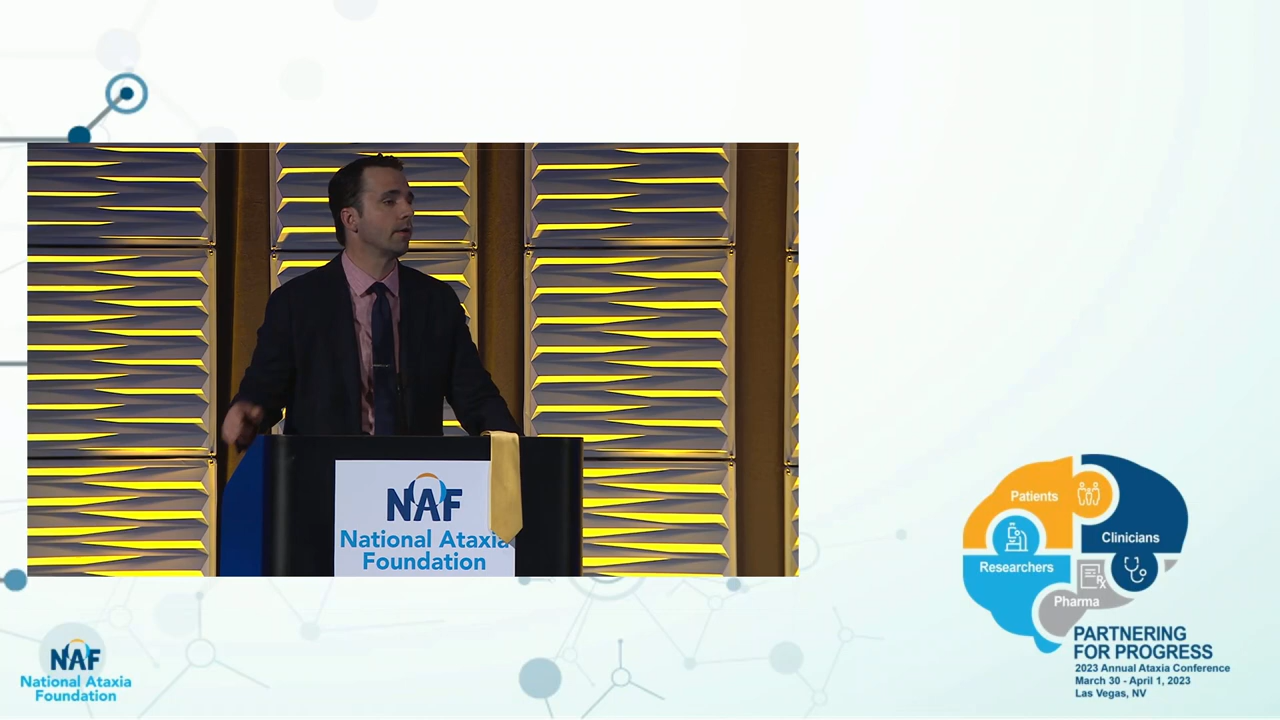 NAF
National Ataxia
Foundation
NAF
National Ataxia
Foundation
Patients
Clinicians
Researchers
Rx
Pharma
PARTNERING
FOR PROGRESS
2023 Annual Ataxia Conference
March 30 - April 1, 2023
Las Vegas, NV